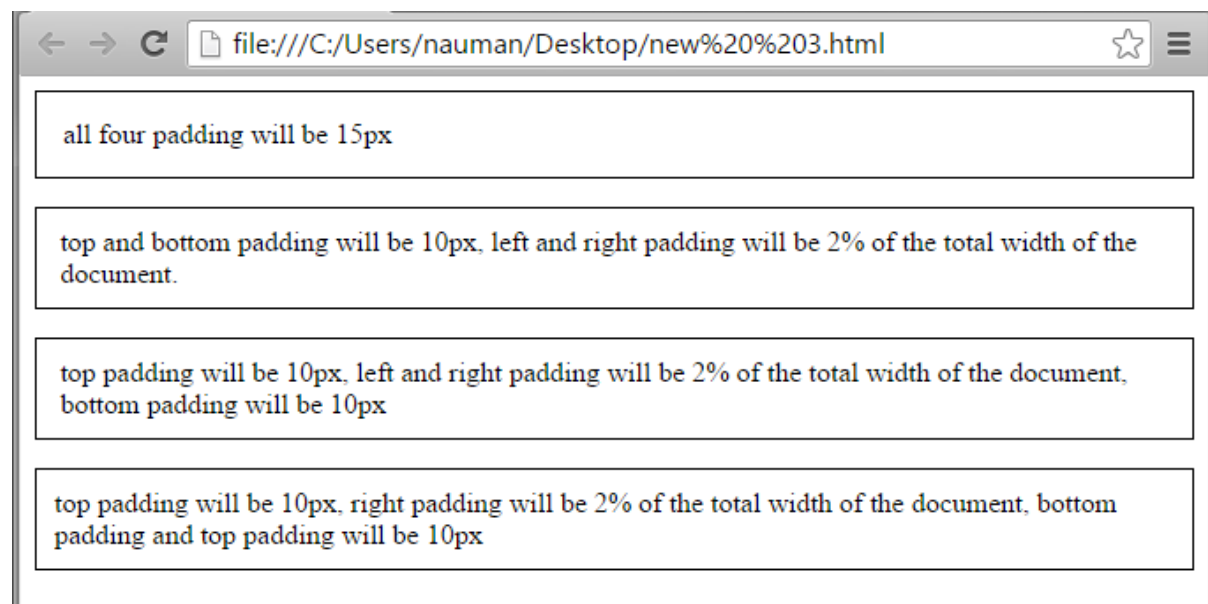 file:///C:/Users/nauman/Desktop/new%20%203.html
all four padding will be 15px
top and bottom padding will be 10px, left and right padding will be 2% of the total width of the
document.
top padding will be 10px, left and right padding will be 2% of the total width of the document,
bottom padding will be 10px
top padding will be 10px, right padding will be 2% of the total width of the document, bottom
padding and top padding will be 10px